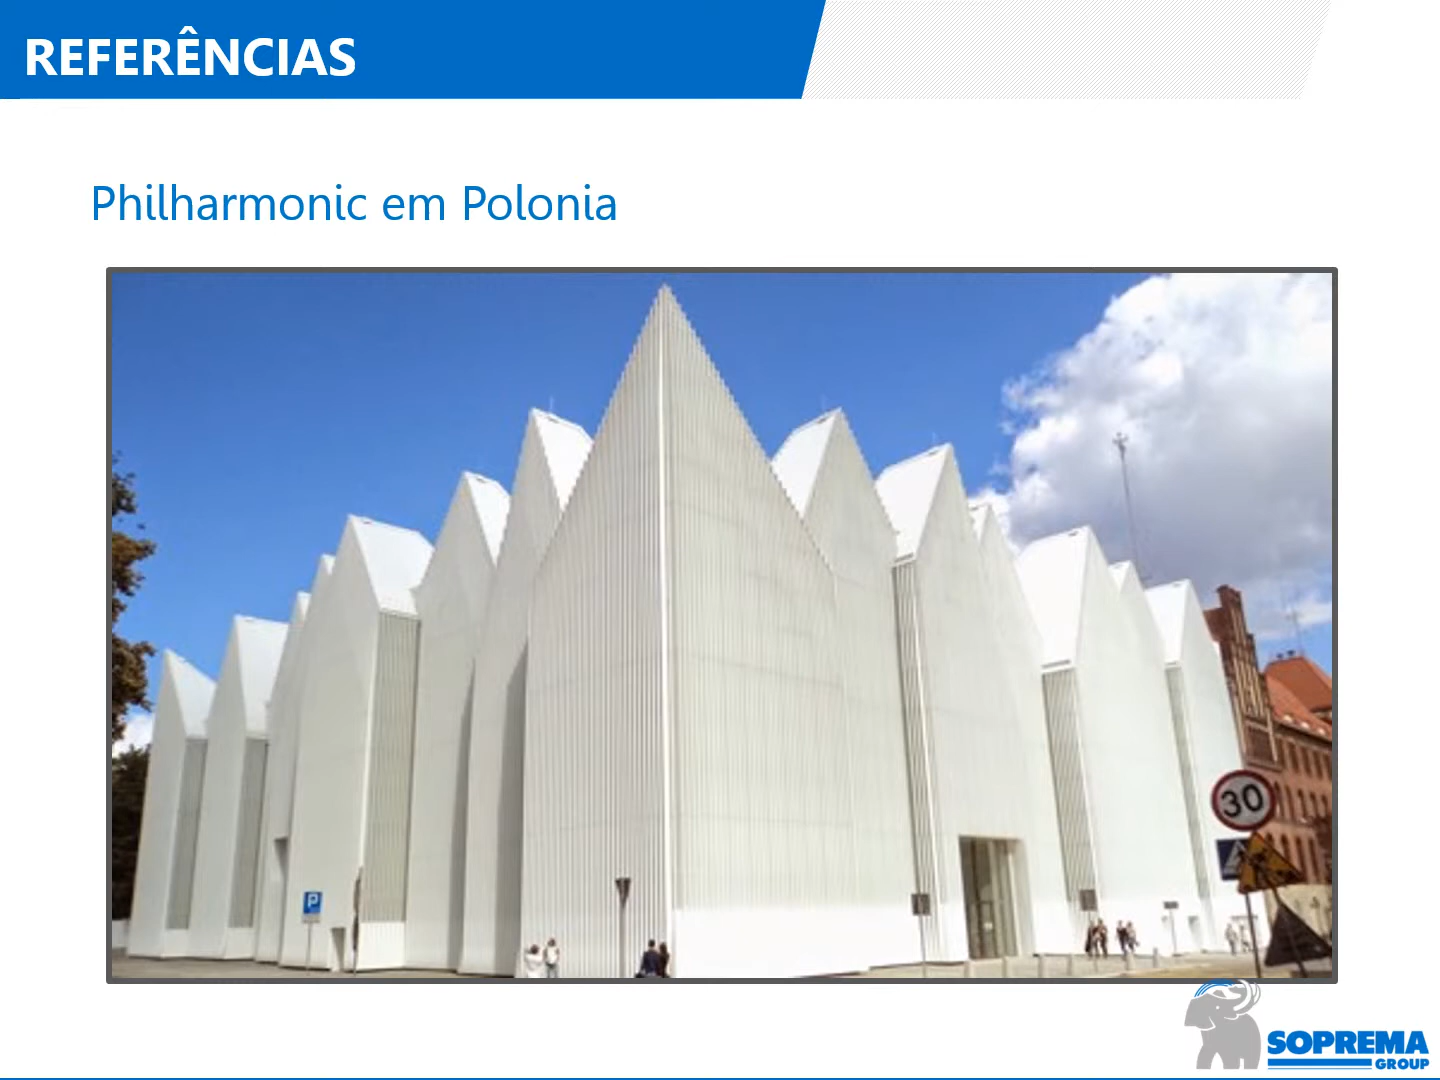 REFERÊNCIAS
Philharmonic em Polonia
P
30
SOPREMA
GROUP